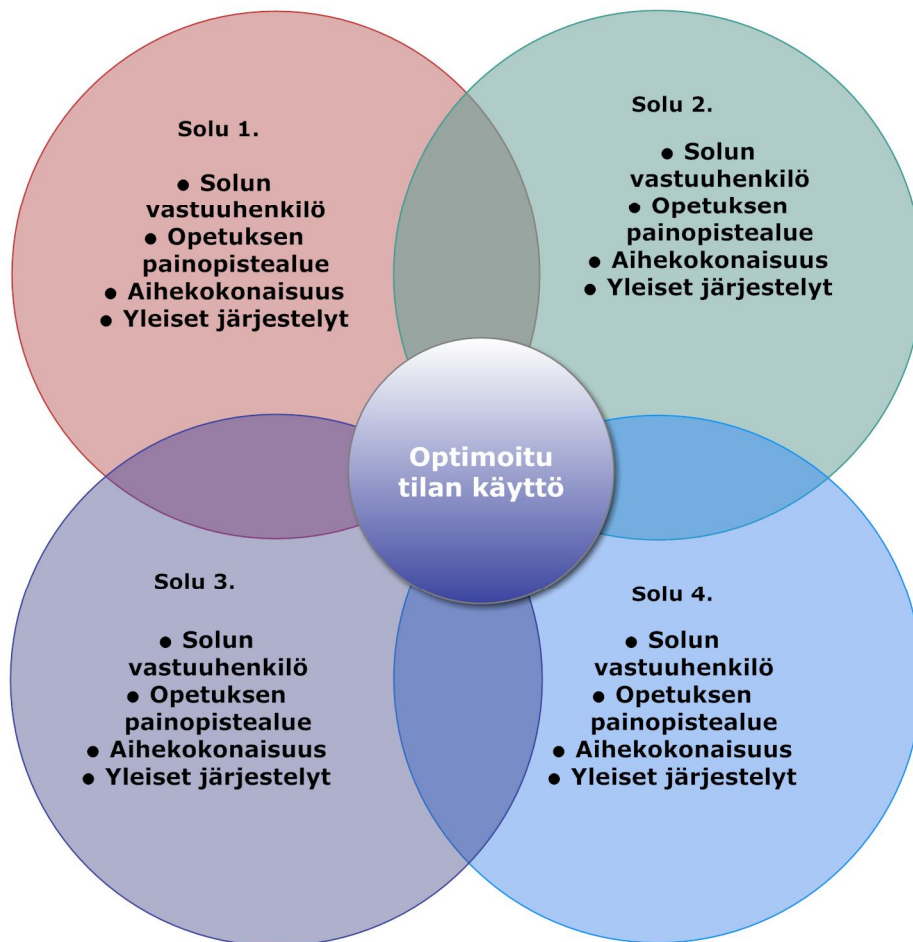 Solu 1.
● Solun
vastuuhenkilö
● Opetuksen
painopistealue
● Aihekokonaisuus
● Yleiset järjestelyt
Solu 2.
● Solun
vastuuhenkilö
● Opetuksen
painopistealue
● Aihekokonaisuus
● Yleiset järjestelyt
Optimoitu
tilan käyttö
Solu 3.
● Solun
vastuuhenkilö
● Opetuksen
painopistealue
● Aihekokonaisuus
● Yleiset järjestelyt
Solu 4.
● Solun
vastuuhenkilö
● Opetuksen
painopistealue
● Aihekokonaisuus
● Yleiset järjestelyt